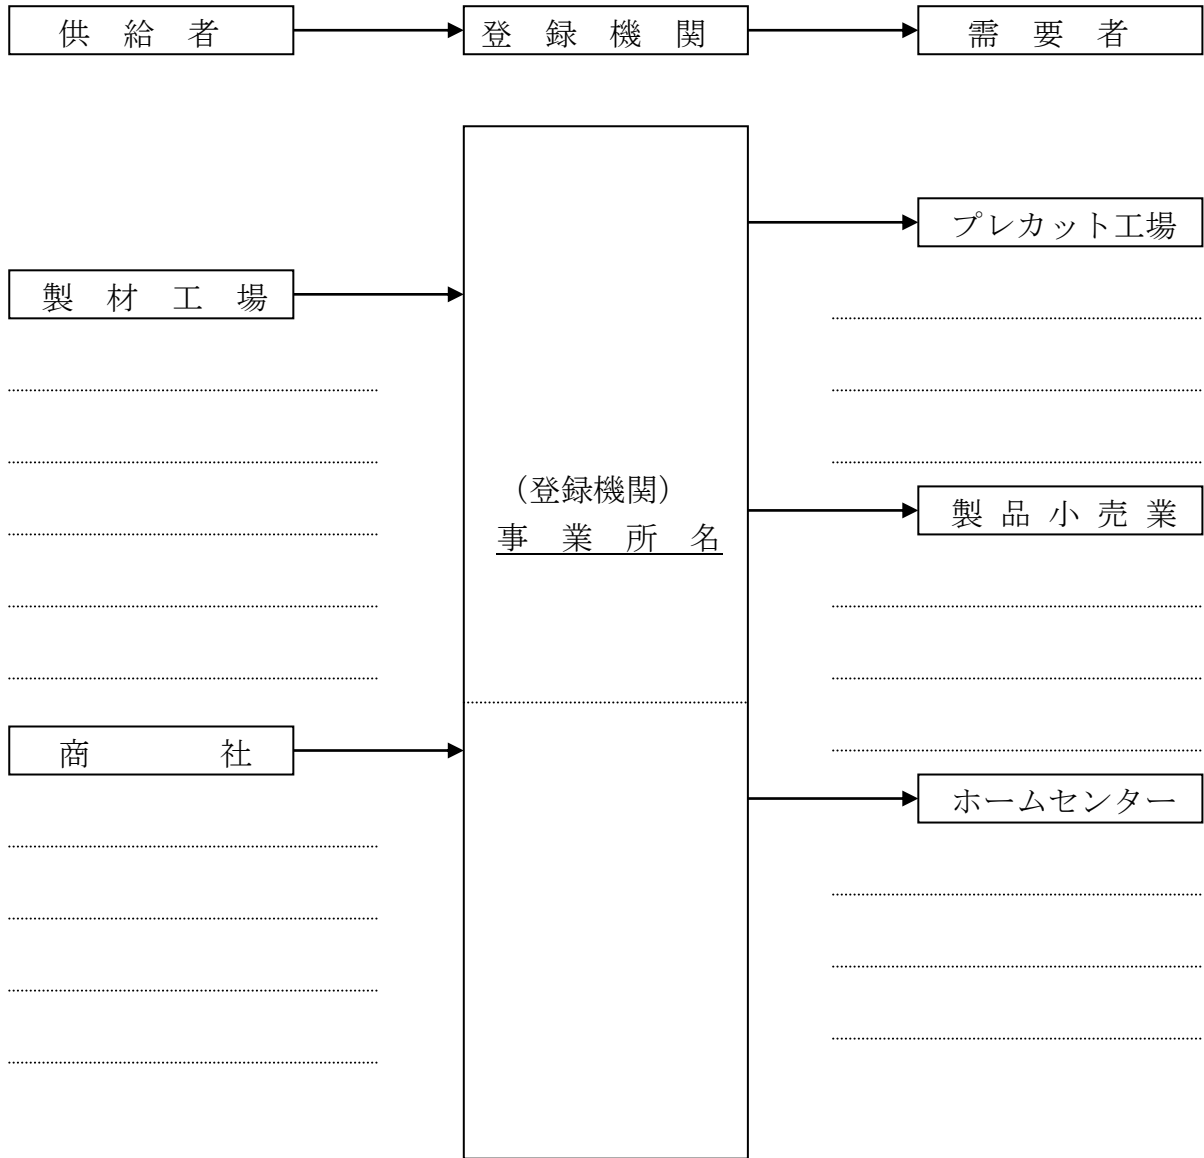 供給者
登録機関
需要者
プレカット工場
製材工場
（登録機関）
事業所名
製品小売業
商社
ホームセンター